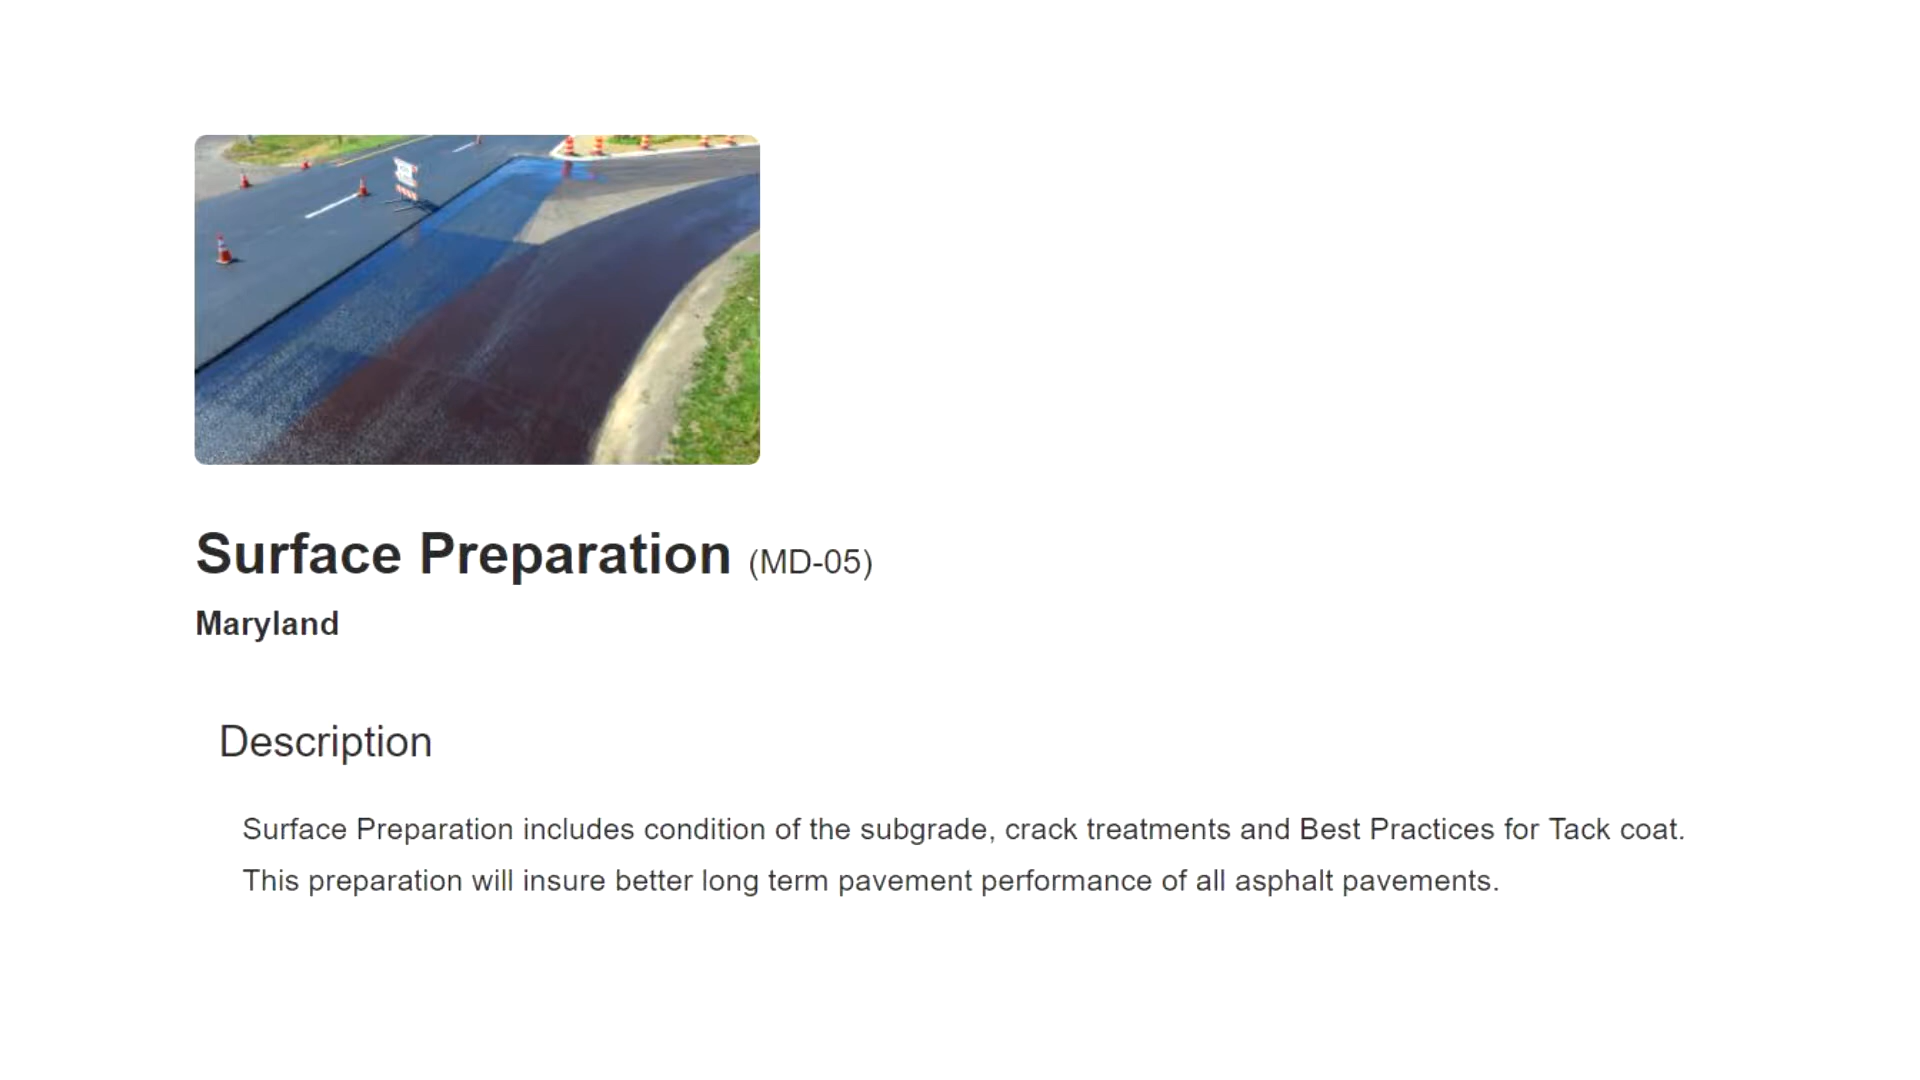 Surface Preparation (MD-05)
Maryland
Description
Surface Preparation includes condition of the subgrade, crack treatments and Best Practices for Tack coat.
This preparation will insure better long term pavement performance of all asphalt pavements.